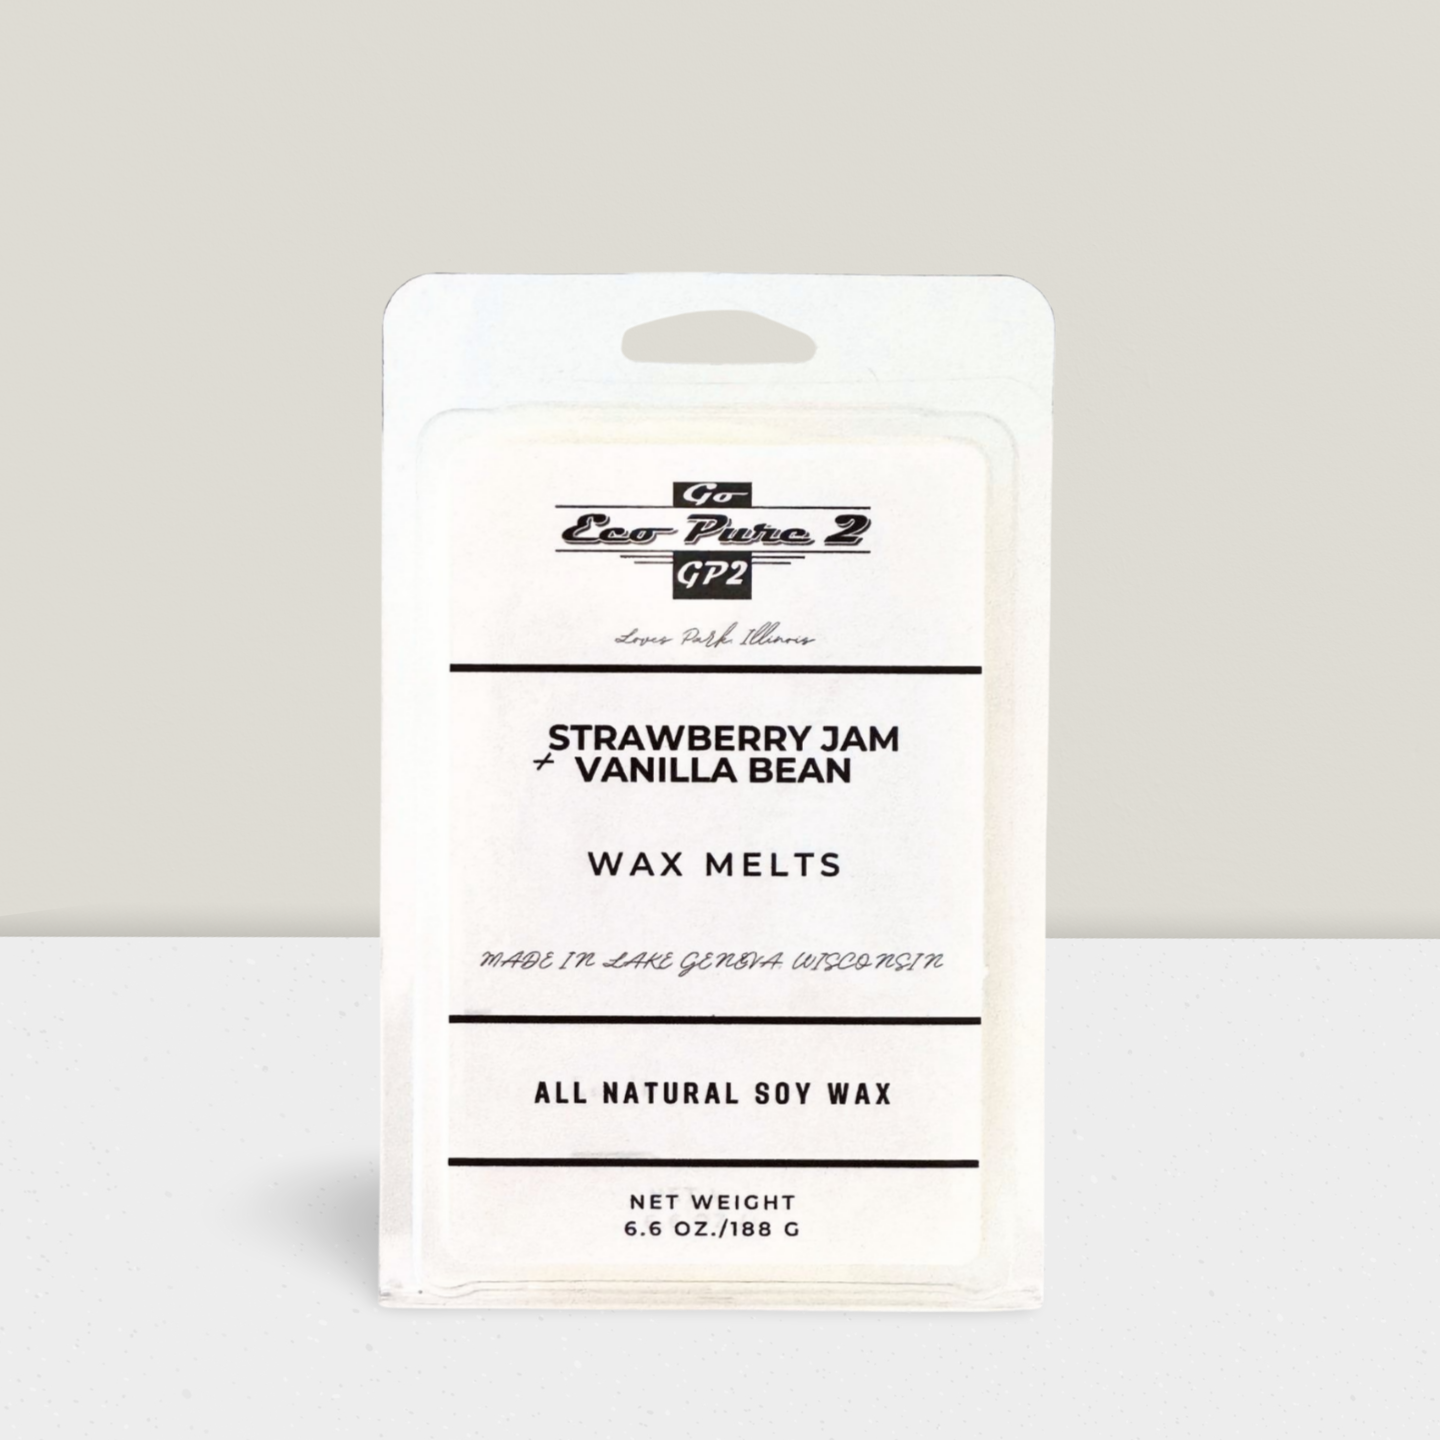 Go
Eco Pure 2
GP2
Loves Park, Illinois
STRAWBERRY JAM
+ VANILLA BEAN
WAX MELTS
MADE IN LAKE GENEVA, WISCONSIN
ALL NATURAL SOY WAX
NET WEIGHT
6.6 OZ./188 G